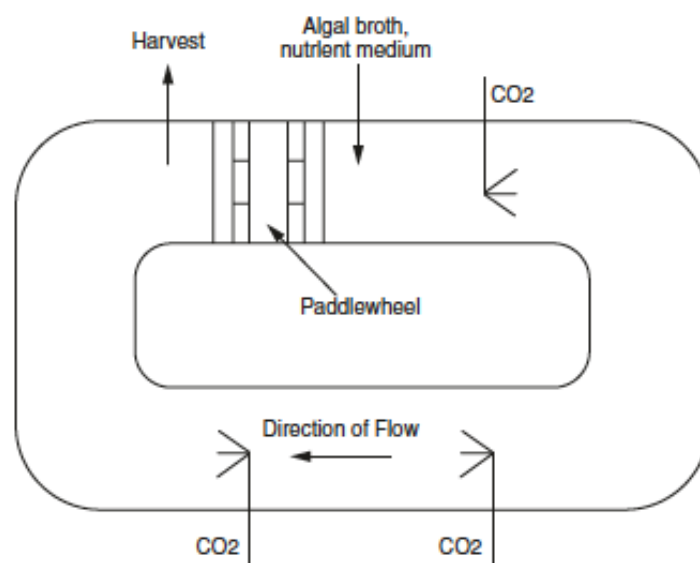 Harvest
Algal broth,
nutrient medium
CO2
Paddlewheel
Direction of Flow
CO2
CO2